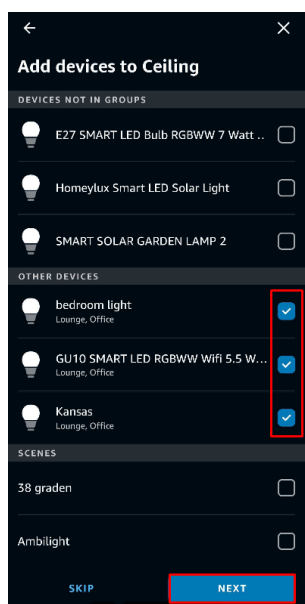 Add devices to Ceiling
DEVICES NOT IN GROUPS
E27 SMART LED Bulb RGBWW 7 Watt ..
Homeylux Smart LED Solar Light
SMART SOLAR GARDEN LAMP 2
OTHER DEVICES
bedroom light
Lounge, Office
GU10 SMART LED RGBWW Wifi 5.5 W...
Lounge, Office
Kansas
Lounge, Office
SCENES
38 graden
Ambilight
SKIP NEXT